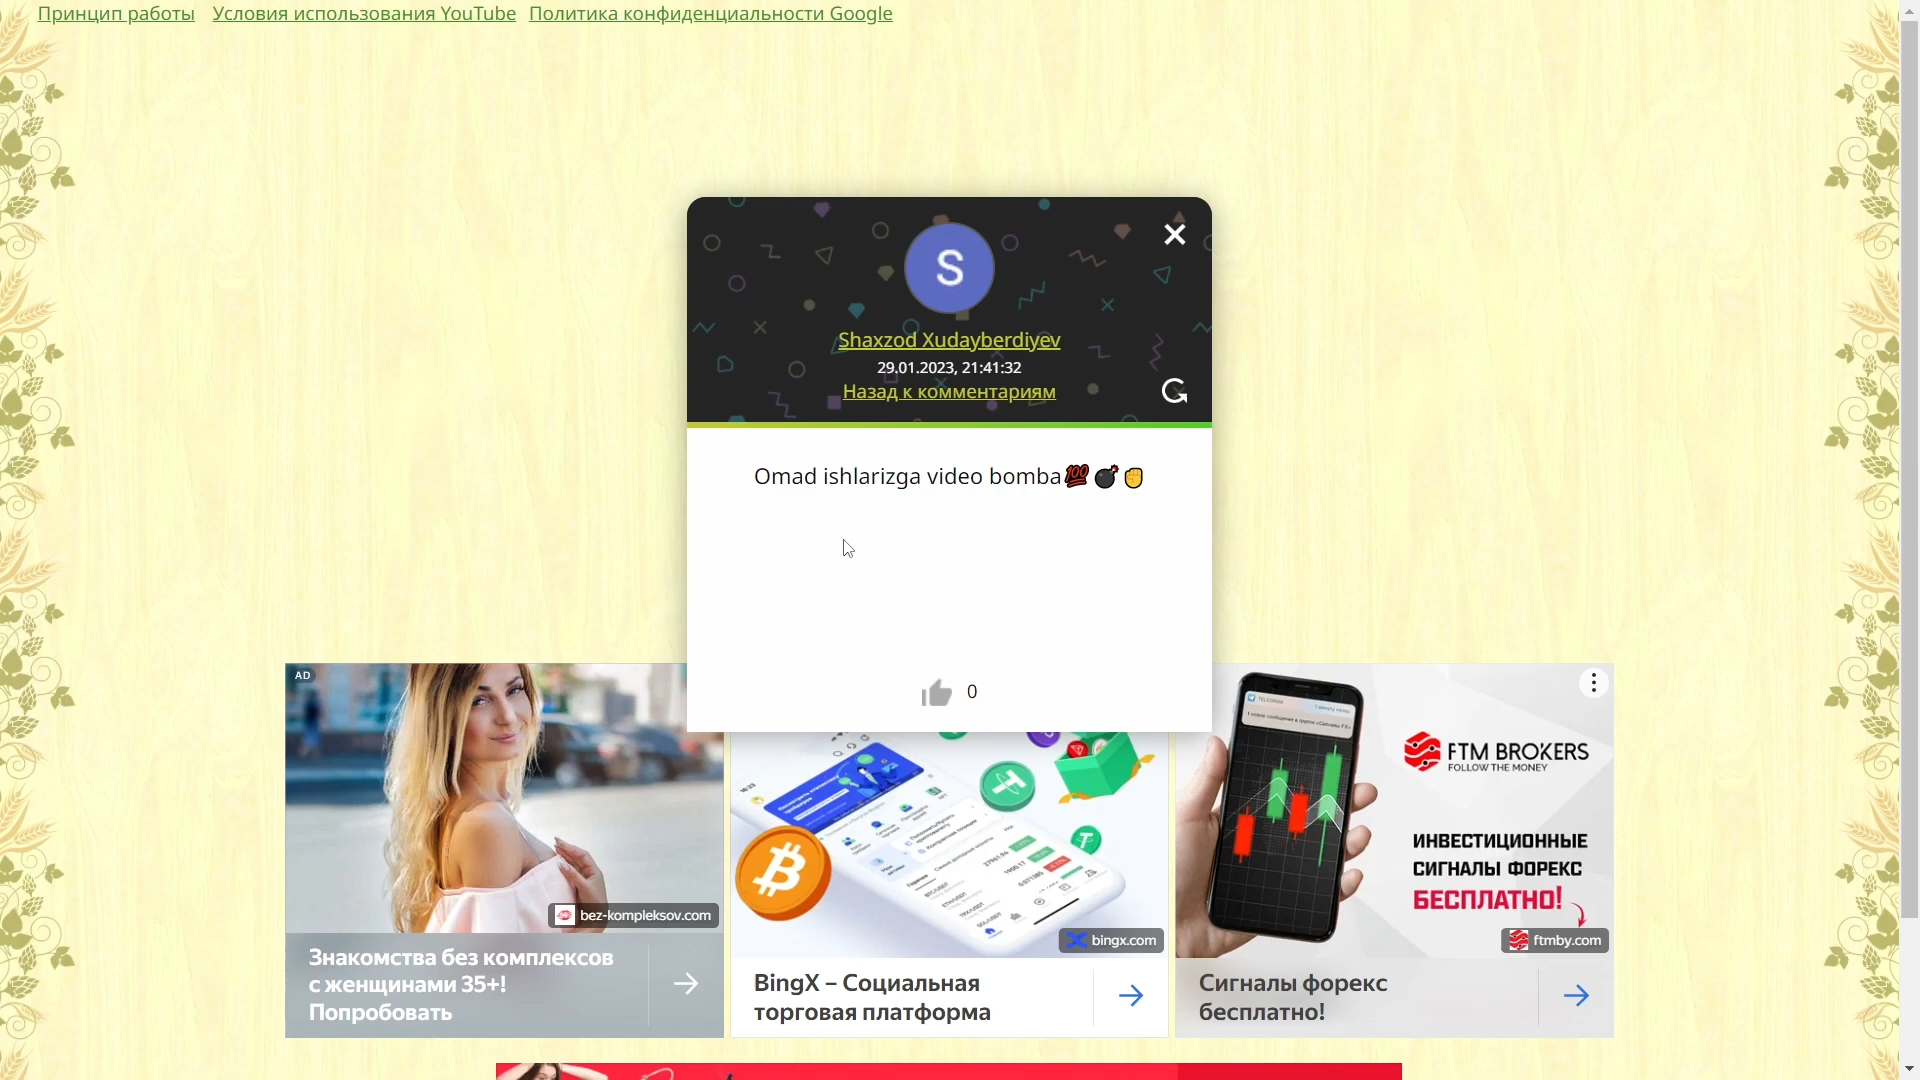 Принцип работы Условия использования YouTube Политика конфиденциальности Google
S
Shaxzod Xudayberdiyev
29.01.2023, 21:41:32
Назад к комментариям
Omad ishlarizga video bomba💯💣✊
0
AD
bez-kompleksov.com
Знакомства без комплексов
с женщинами 35+!
Попробовать
bingx.com
BingX – Социальная
торговая платформа
TELEGRAM
FTM BROKERS
FOLLOW THE MONEY
ИНВЕСТИЦИОННЫЕ
СИГНАЛЫ ФОРЕКС
БЕСПЛАТНО!
ftmby.com
Сигналы форекс
бесплатно!